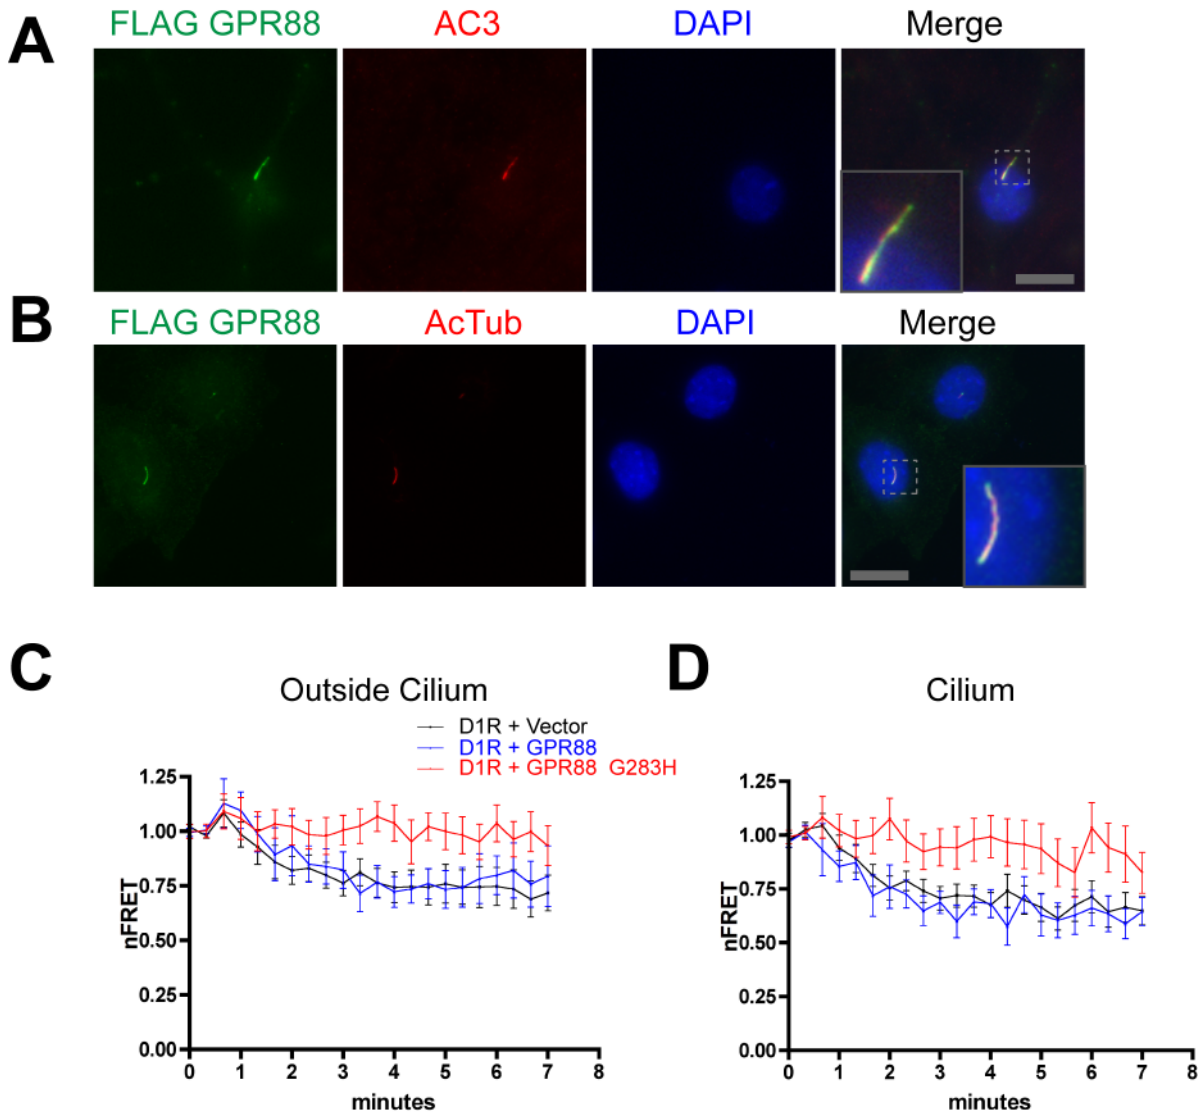 A
FLAG GPR88 AC3 DAPI Merge
B
FLAG GPR88 AcTub DAPI Merge
C
Outside Cilium
D1R + Vector
D1R + GPR88
D1R + GPR88 G283H
1.25
1.00
0.75
0.50
0.25
0.00
nFRET
0 1 2 3 4 5 6 7 8
minutes
D
Cilium
1.25
1.00
0.75
0.50
0.25
0.00
nFRET
0 1 2 3 4 5 6 7 8
minutes